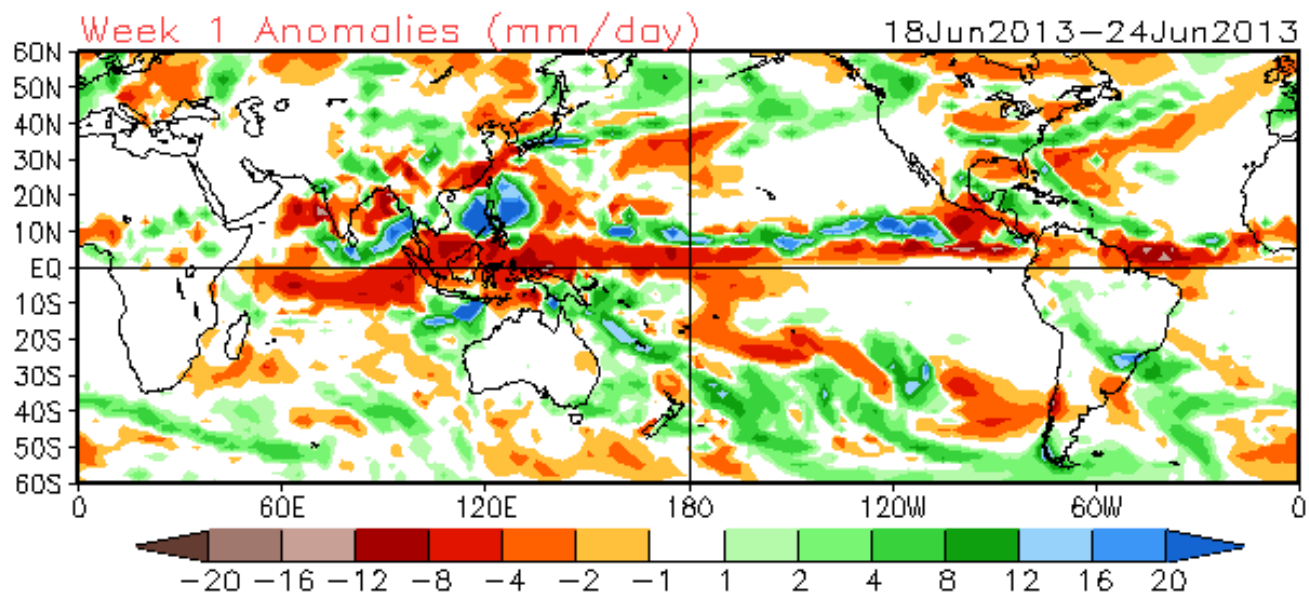 Week 1 Anomalies (mm/day) 18Jun2013−24Jun2013
60N
50N
40N
30N
20N
10N
EQ
10S
20S
30S
40S
50S
60S
0 60E 120E 180 120W 60W 0
−20 −16 −12 −8 −4 −2 −1 1 2 4 8 12 16 20